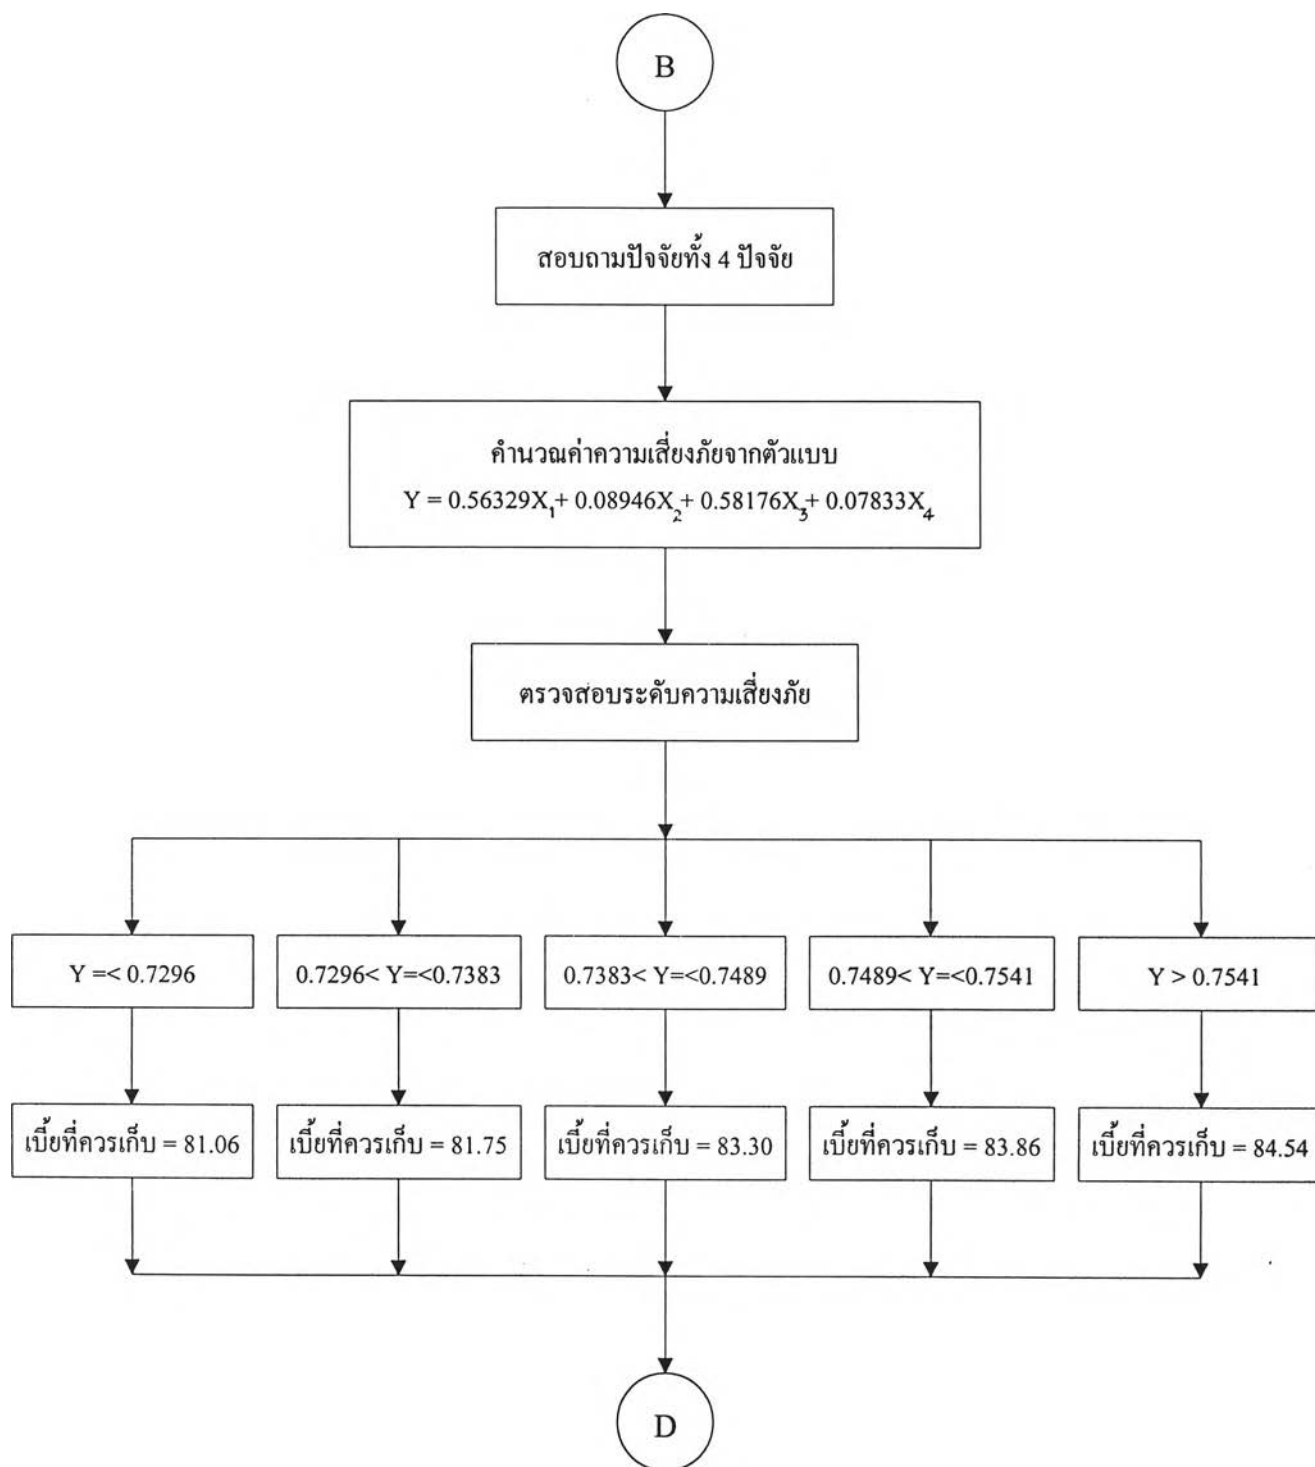 B
สอบถามปัจจัยทั้ง 4 ปัจจัย
คำนวณค่าความเสี่ยงภัยจากตัวแบบ
Y = 0.56329X₁+ 0.08946X₂+ 0.58176X₃+ 0.07833X₄
ตรวจสอบระดับความเสี่ยงภัย
Y =< 0.7296
0.7296< Y=<0.7383
0.7383< Y=<0.7489
0.7489< Y=<0.7541
Y > 0.7541
เบี้ยที่ควรเก็บ = 81.06
เบี้ยที่ควรเก็บ = 81.75
เบี้ยที่ควรเก็บ = 83.30
เบี้ยที่ควรเก็บ = 83.86
เบี้ยที่ควรเก็บ = 84.54
D